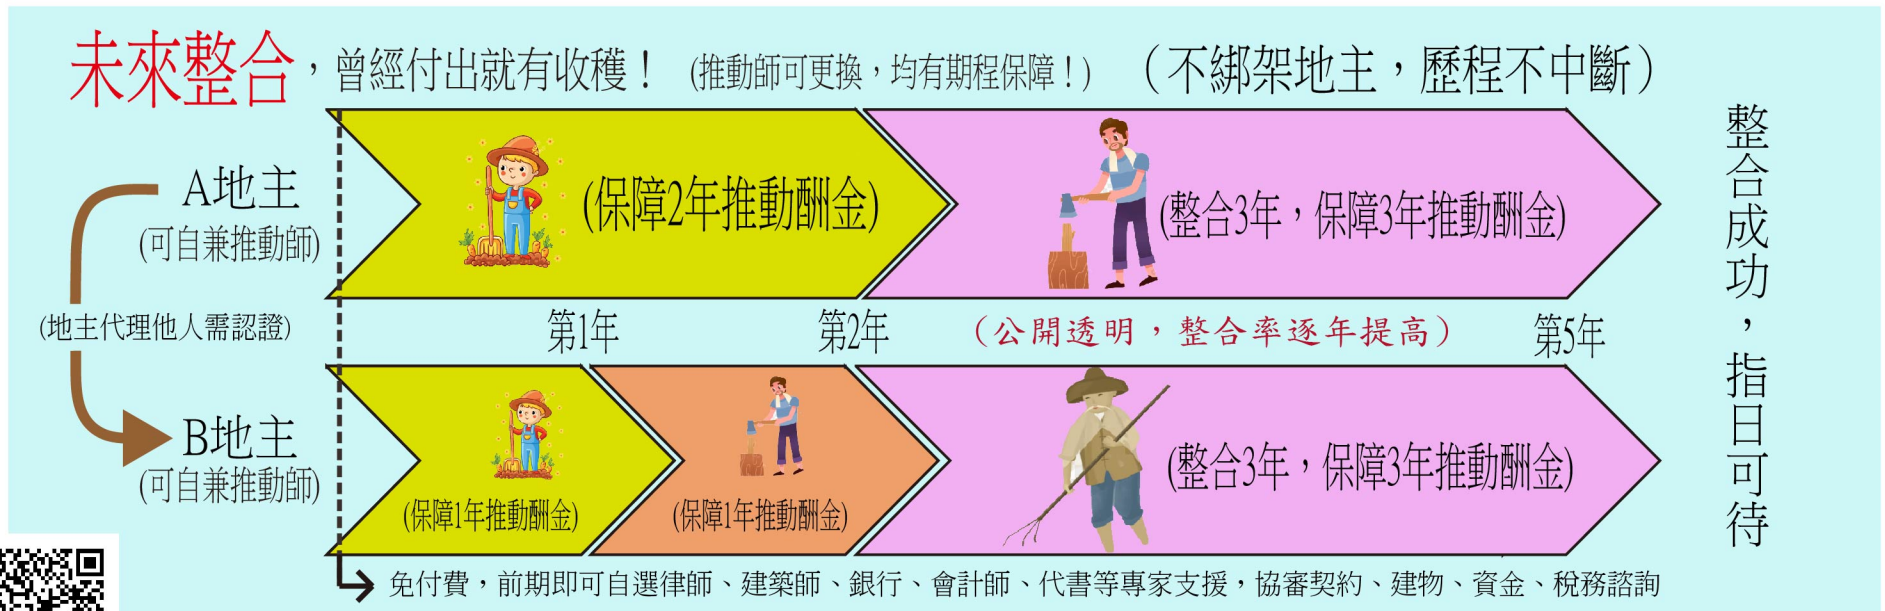 未來整合，曾經付出就有收穫！ (推動師可更換，均有期程保障！) （不綁架地主，歷程不中斷）
A地主
(可自兼推動師)
(保障2年推動酬金)
(整合3年，保障3年推動酬金)
(地主代理他人需認證)
第1年
第2年
（公開透明，整合率逐年提高）
第5年
B地主
(可自兼推動師)
(保障1年推動酬金)
(保障1年推動酬金)
(整合3年，保障3年推動酬金)
免付費，前期即可自選律師、建築師、銀行、會計師、代書等專家支援，協審契約、建物、資金、稅務諮詢
整合成功，指日可待